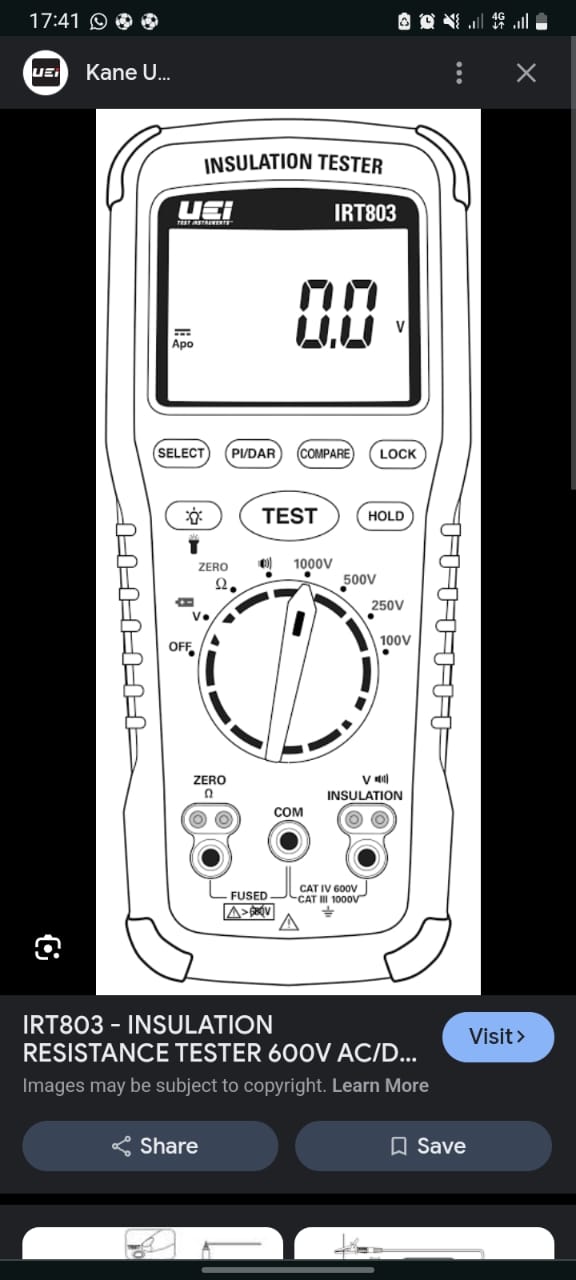 17:41
4G
UEi
Kane U...
INSULATION TESTER
UEi
TEST INSTRUMENTS
IRT803
0.0 V
Apo
SELECT PI/DAR COMPARE LOCK
TEST HOLD
ZERO
Ω
1000V
500V
250V
100V
V
OFF
ZERO
Ω
V
INSULATION
COM
FUSED
CAT IV 600V
CAT III 1000V
IRT803 - INSULATION
RESISTANCE TESTER 600V AC/D...
Visit>
Images may be subject to copyright. Learn More
Share
Save